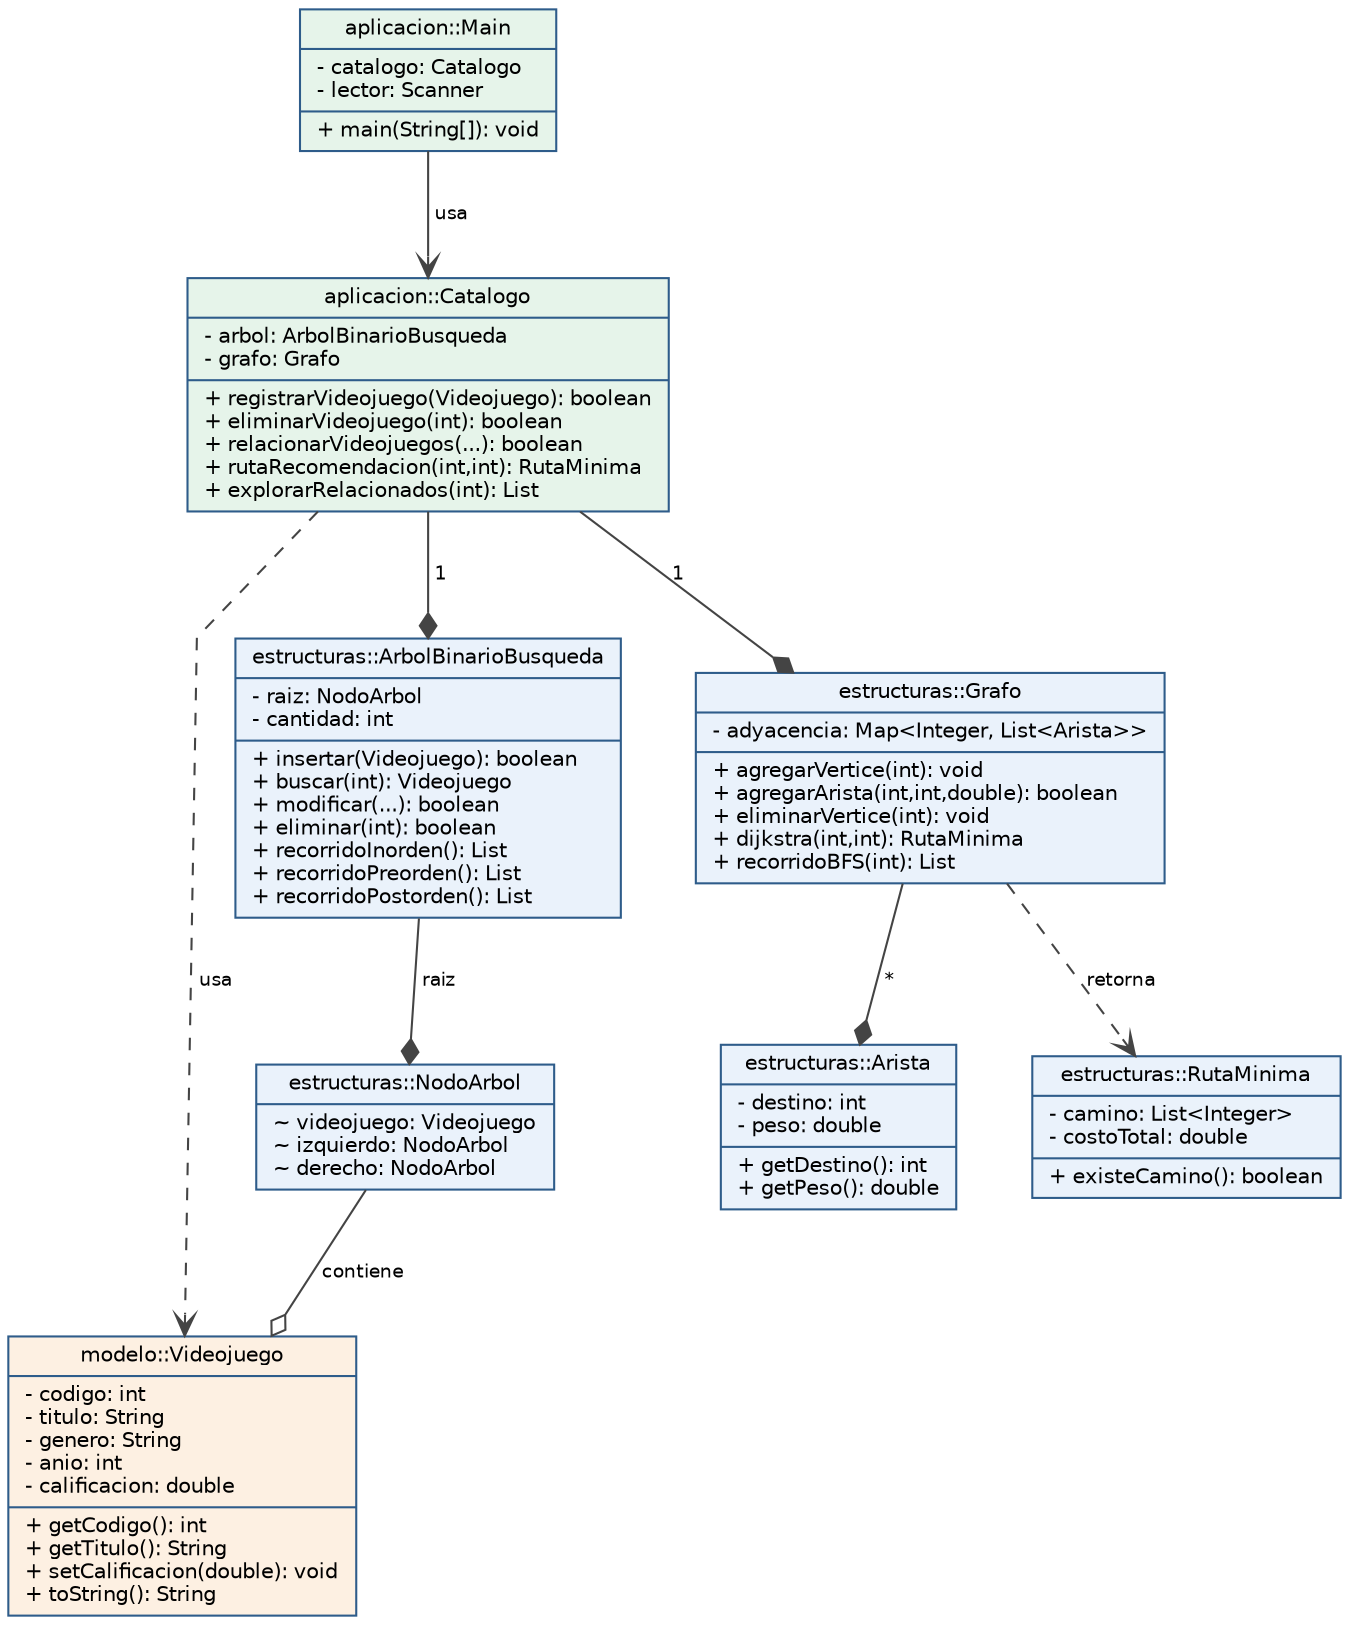 aplicacion::Main
- catalogo: Catalogo
- lector: Scanner
+ main(String[]): void
usa
aplicacion::Catalogo
- arbol: ArbolBinarioBusqueda
- grafo: Grafo
+ registrarVideojuego(Videojuego): boolean
+ eliminarVideojuego(int): boolean
+ relacionarVideojuegos(...): boolean
+ rutaRecomendacion(int,int): RutaMinima
+ explorarRelacionados(int): List
1
1
estructuras::ArbolBinarioBusqueda
- raiz: NodoArbol
- cantidad: int
+ insertar(Videojuego): boolean
+ buscar(int): Videojuego
+ modificar(...): boolean
+ eliminar(int): boolean
+ recorridoInorden(): List
+ recorridoPreorden(): List
+ recorridoPostorden(): List
estructuras::Grafo
- adyacencia: Map<Integer, List<Arista>>
+ agregarVertice(int): void
+ agregarArista(int,int,double): boolean
+ eliminarVertice(int): void
+ dijkstra(int,int): RutaMinima
+ recorridoBFS(int): List
usa
raiz
*
retorna
estructuras::NodoArbol
~ videojuego: Videojuego
~ izquierdo: NodoArbol
~ derecho: NodoArbol
estructuras::Arista
- destino: int
- peso: double
+ getDestino(): int
+ getPeso(): double
estructuras::RutaMinima
- camino: List<Integer>
- costoTotal: double
+ existeCamino(): boolean
contiene
modelo::Videojuego
- codigo: int
- titulo: String
- genero: String
- anio: int
- calificacion: double
+ getCodigo(): int
+ getTitulo(): String
+ setCalificacion(double): void
+ toString(): String